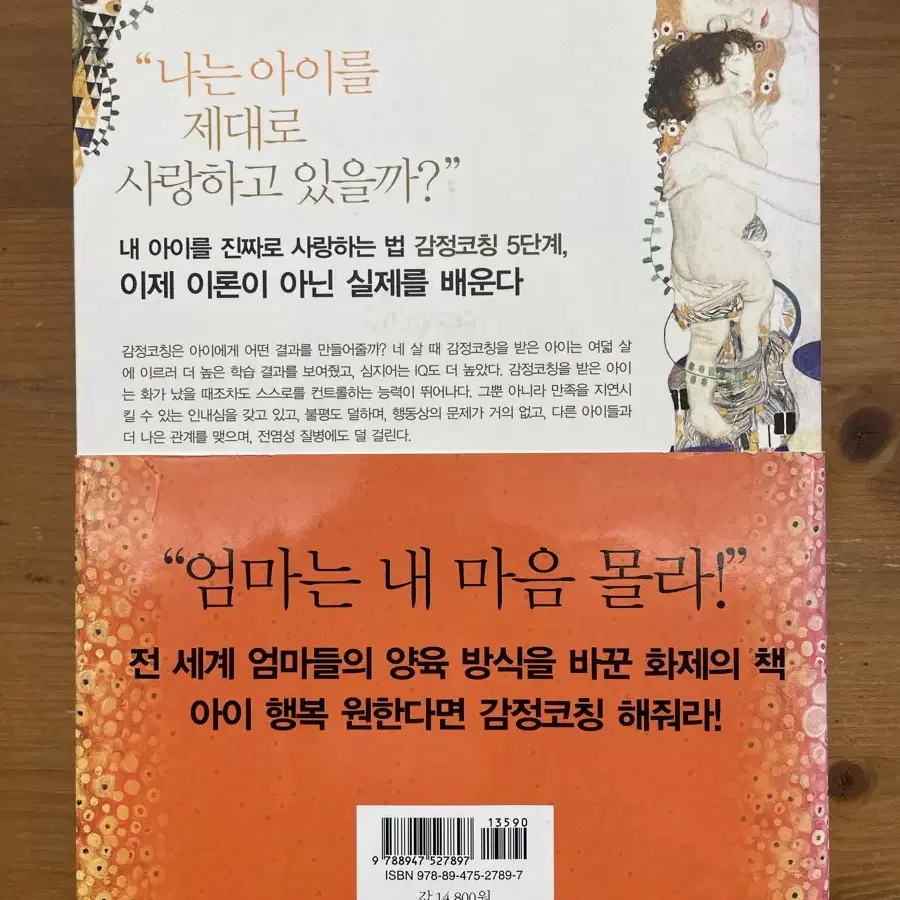 “나는 아이를
제대로
사랑하고 있을까?”
내 아이를 진짜로 사랑하는 법 감정코칭 5단계,
이제 이론이 아닌 실제를 배운다
감정코칭은 아이에게 어떤 결과를 만들어줄까? 네 살 때 감정코칭을 받은 아이는 여덟 살
에 이르러 더 높은 학습 결과를 보여줬고, 심지어는 IQ도 더 높았다. 감정코칭을 받은 아이
는 화가 났을 때조차도 스스로를 컨트롤하는 능력이 뛰어나다. 그뿐 아니라 만족을 지연시
킬 수 있는 인내심을 갖고 있고, 불평도 덜하며, 행동상의 문제가 거의 없고, 다른 아이들과
더 나은 관계를 맺으며, 전염성 질병에도 덜 걸린다.
“엄마는 내 마음 몰라!”
전 세계 엄마들의 양육 방식을 바꾼 화제의 책
아이 행복 원한다면 감정코칭 해줘라!
13590
9 788947 527897
ISBN 978-89-475-2789-7
값 14,800원